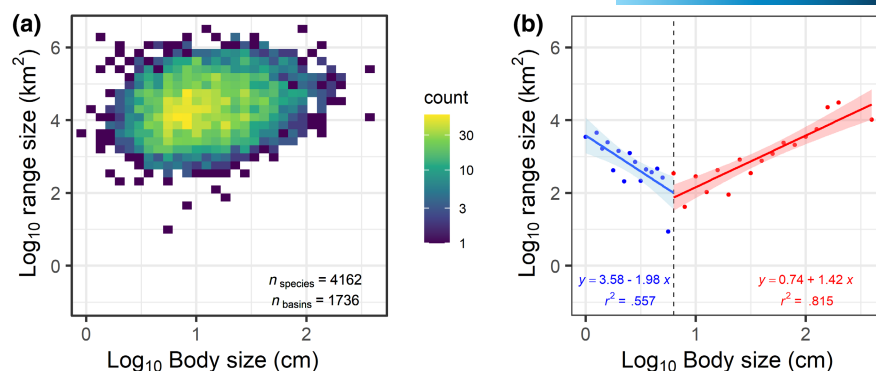 (a)
Log10 range size (km2)
6
4
2
0
n species = 4162
n basins = 1736
0 1 2
Log10 Body size (cm)
count
30
10
3
1
(b)
Log10 range size (km2)
6
4
2
0
y = 3.58 - 1.98 x
r2 = .557
y = 0.74 + 1.42 x
r2 = .815
0 1 2
Log10 Body size (cm)